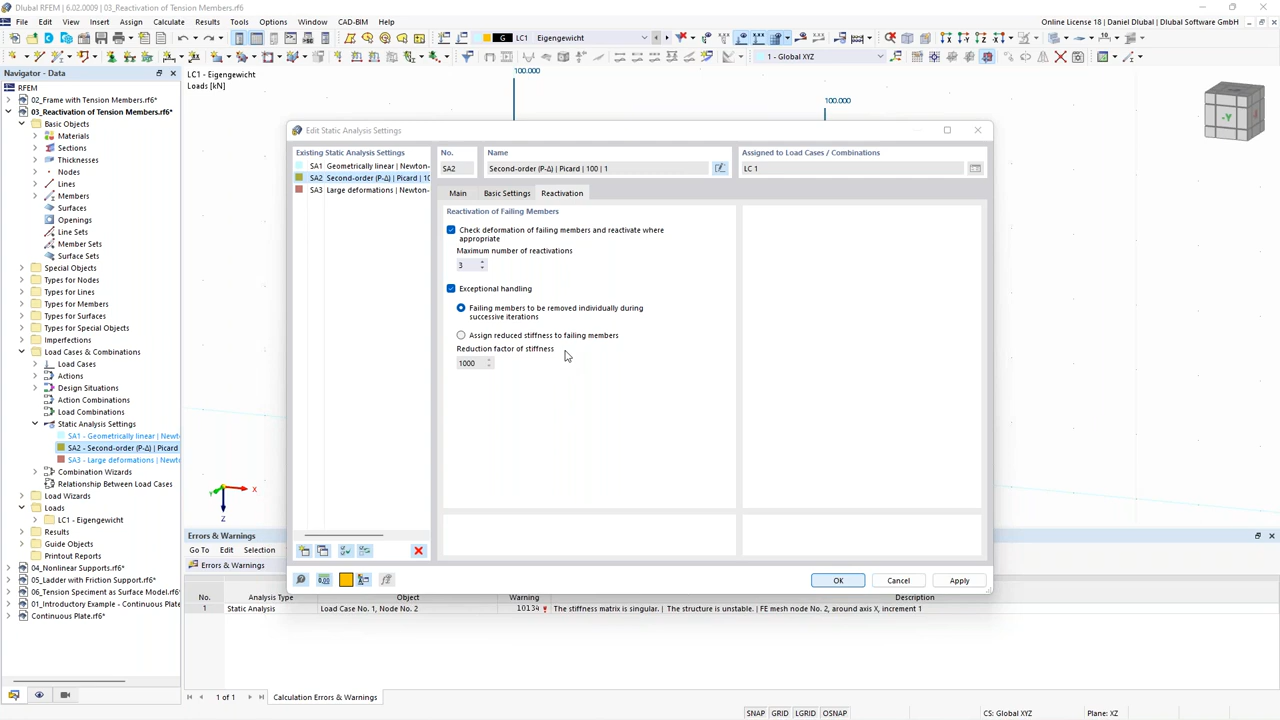 Dlubal RFEM | 6.02.0009 | 03_Reactivation of Tension Members.rf6*
File Edit View Insert Assign Calculate Results Tools Options Window CAD-BIM Help
Online License 18 | Daniel Dlubal | Dlubal Software GmbH
G LC1 Eigengewicht
1 - Global XYZ
Navigator - Data
RFEM
02_Frame with Tension Members.rf6*
03_Reactivation of Tension Members.rf6*
Basic Objects
Materials
Sections
Thicknesses
Nodes
Lines
Members
Surfaces
Openings
Line Sets
Member Sets
Surface Sets
Special Objects
Types for Nodes
Types for Lines
Types for Members
Types for Surfaces
Types for Special Objects
Imperfections
Load Cases & Combinations
Load Cases
Actions
Design Situations
Action Combinations
Load Combinations
Static Analysis Settings
SA1 - Geometrically linear | Newt
SA2 - Second-order (P-Δ) | Picard
SA3 - Large deformations | Newto
Combination Wizards
Relationship Between Load Cases
Load Wizards
Loads
LC1 - Eigengewicht
Results
Guide Objects
Printout Reports
04_Nonlinear Supports.rf6*
05_Ladder with Friction Support.rf6*
06_Tension Speciment as Surface Model.rf6*
01_Introductory Example - Continuous Plate
Continuous Plate.rf6*
LC1 - Eigengewicht
Loads [kN]
100.000
100.000
-Y
X
Y
Z
Edit Static Analysis Settings
Existing Static Analysis Settings
SA1 Geometrically linear | Newton-
SA2 Second-order (P-Δ) | Picard | 10
SA3 Large deformations | Newton-
No.
SA2
Name
Second-order (P-Δ) | Picard | 100 | 1
Assigned to Load Cases / Combinations
LC 1
Main Basic Settings Reactivation
Reactivation of Failing Members
Check deformation of failing members and reactivate where
appropriate
Maximum number of reactivations
3
Exceptional handling
Failing members to be removed individually during
successive iterations
Assign reduced stiffness to failing members
Reduction factor of stiffness
1000
OK Cancel Apply
Errors & Warnings
Go To Edit Selection
Errors & Warnings
No. Analysis Type Object Warning Description
1 Static Analysis Load Case No. 1, Node No. 2 10134 The stiffness matrix is singular. | The structure is unstable. | FE mesh node No. 2, around axis X, increment 1
1 of 1
Calculation Errors & Warnings
SNAP GRID LGRID OSNAP
CS: Global XYZ
Plane: XZ